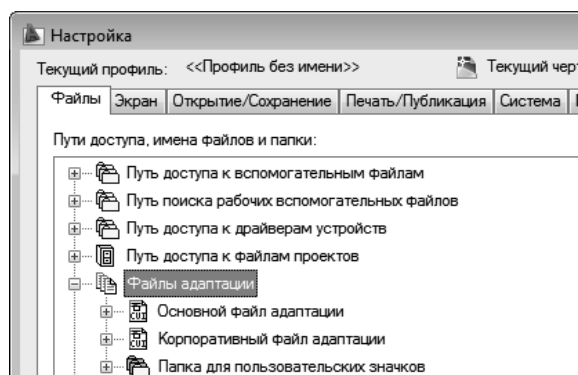 Настройка
Текущий профиль: <<Профиль без имени>> Текущий черт
Файлы Экран Открытие/Сохранение Печать/Публикация Система
Пути доступа, имена файлов и папки:
Путь доступа к вспомогательным файлам
Путь поиска рабочих вспомогательных файлов
Путь доступа к драйверам устройств
Путь доступа к файлам проектов
Файлы адаптации
CUI Основной файл адаптации
CUI Корпоративный файл адаптации
Папка для пользовательских значков